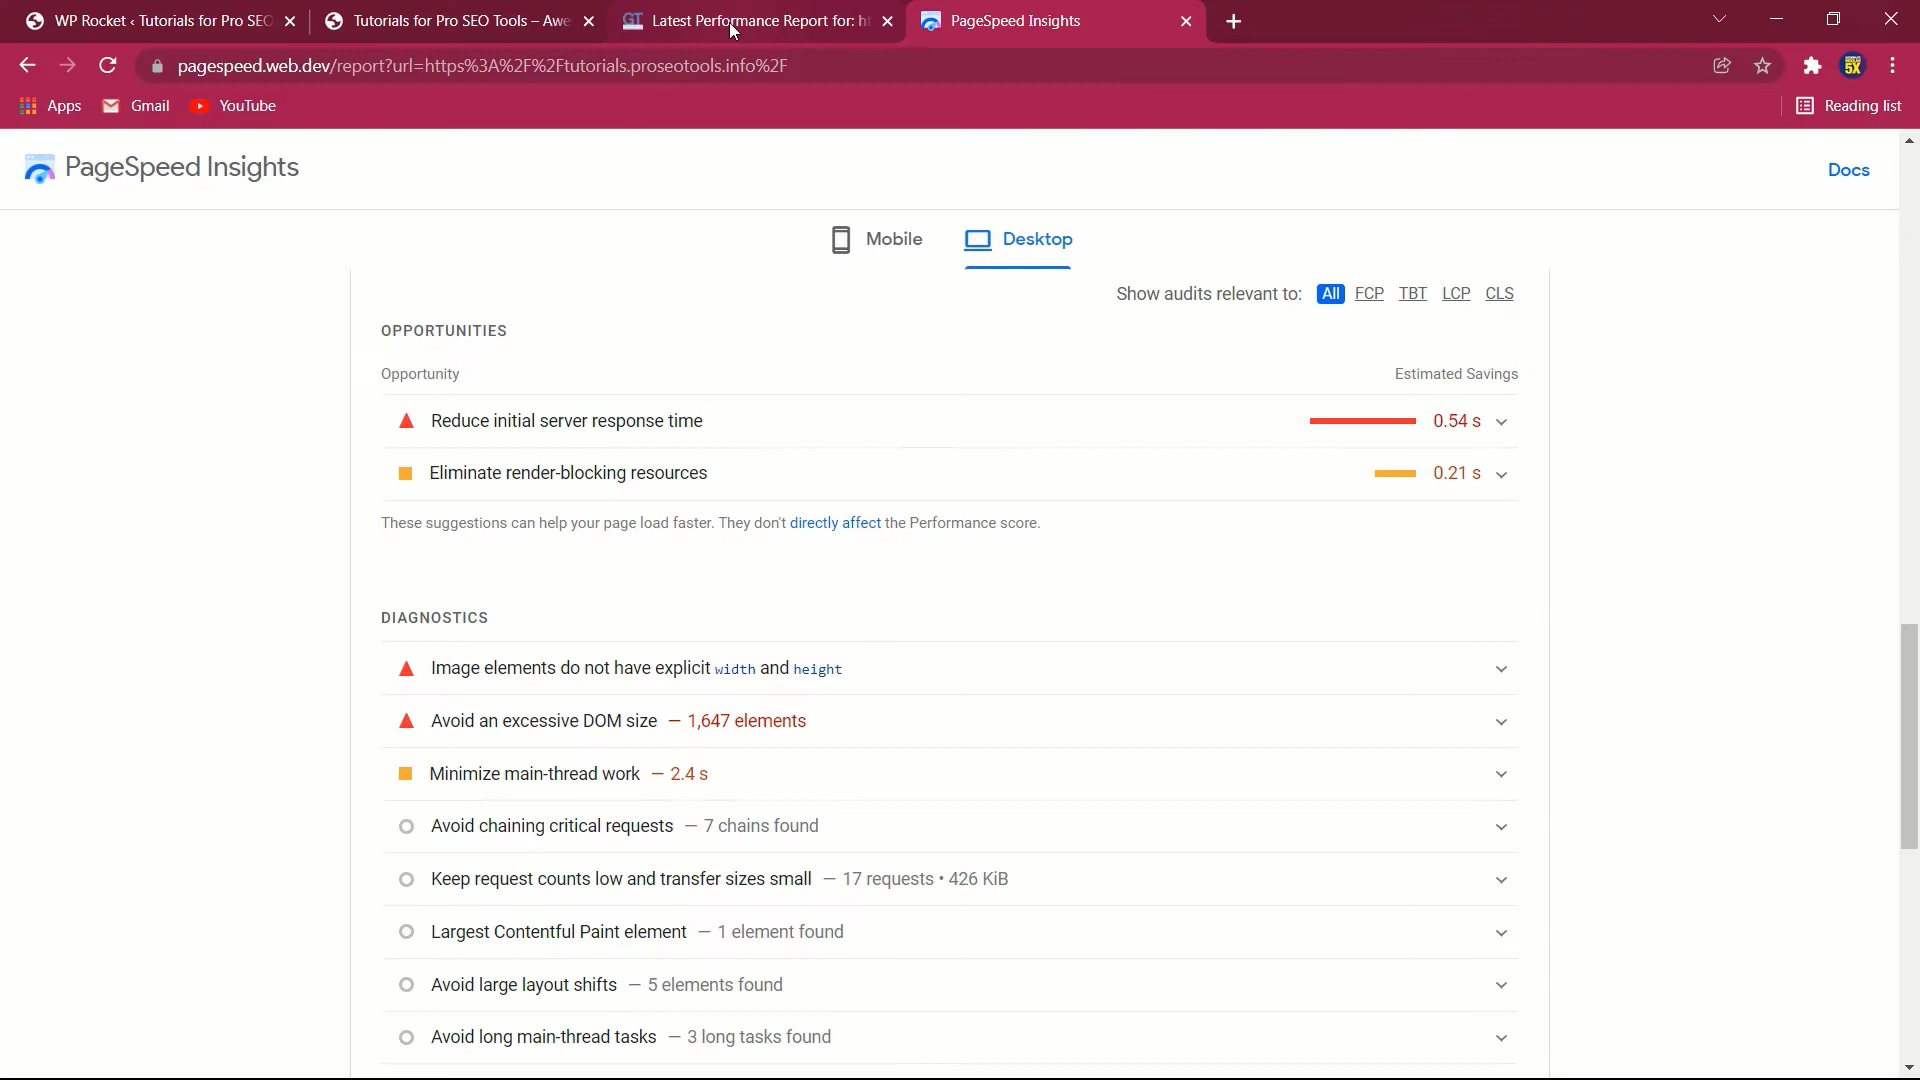 WP Rocket ‹ Tutorials for Pro SEO
Tutorials for Pro SEO Tools – Awe
GT Latest Performance Report for: ht
PageSpeed Insights
pagespeed.web.dev/report?url=https%3A%2F%2Ftutorials.proseotools.info%2F
5X
Apps
Gmail
YouTube
Reading list
PageSpeed Insights
Docs
Mobile
Desktop
Show audits relevant to: All FCP TBT LCP CLS
OPPORTUNITIES
Opportunity
Estimated Savings
Reduce initial server response time
0.54 s
Eliminate render-blocking resources
0.21 s
These suggestions can help your page load faster. They don't directly affect the Performance score.
DIAGNOSTICS
Image elements do not have explicit width and height
Avoid an excessive DOM size — 1,647 elements
Minimize main-thread work — 2.4 s
Avoid chaining critical requests — 7 chains found
Keep request counts low and transfer sizes small — 17 requests • 426 KiB
Largest Contentful Paint element — 1 element found
Avoid large layout shifts — 5 elements found
Avoid long main-thread tasks — 3 long tasks found